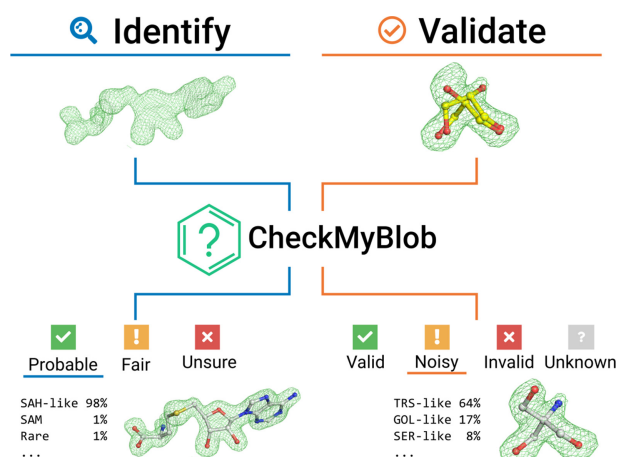 Identify
Validate
?
CheckMyBlob
! ! ?
Probable Fair Unsure
Valid Noisy Invalid Unknown
SAH-like 98%
SAM 1%
Rare 1%
...
TRS-like 64%
GOL-like 17%
SER-like 8%
...